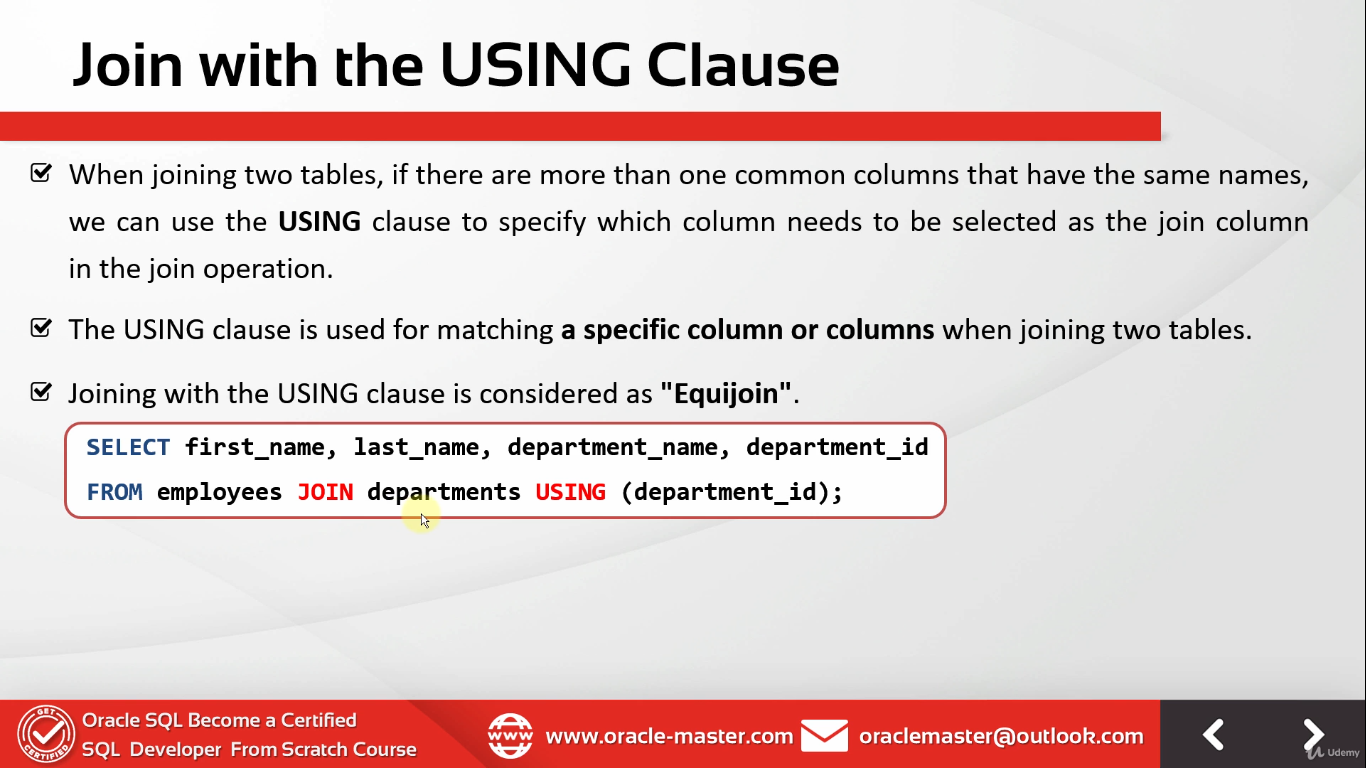 Join with the USING Clause
When joining two tables, if there are more than one common columns that have the same names,
we can use the USING clause to specify which column needs to be selected as the join column
in the join operation.
The USING clause is used for matching a specific column or columns when joining two tables.
Joining with the USING clause is considered as "Equijoin".
SELECT first_name, last_name, department_name, department_id
FROM employees JOIN departments USING (department_id);
GET CERTIFIED
Oracle SQL Become a Certified
SQL Developer From Scratch Course
WWW
www.oracle-master.com
oraclemaster@outlook.com
Udemy